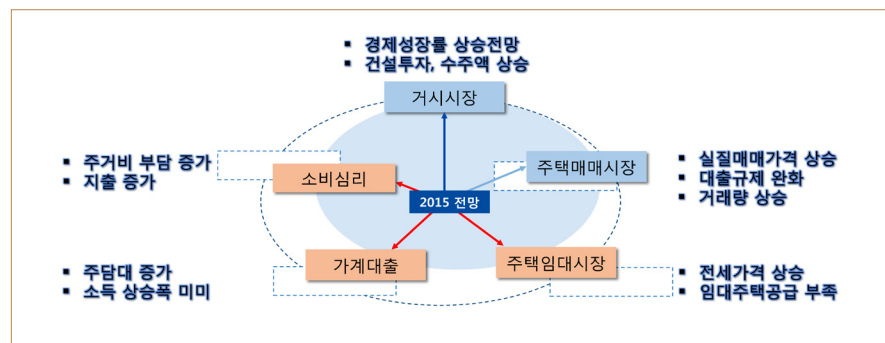 ▪ 경제성장률 상승전망
▪ 건설투자, 수주액 상승
거시시장
▪ 주거비 부담 증가
▪ 지출 증가
소비심리
주택매매시장
▪ 실질매매가격 상승
▪ 대출규제 완화
▪ 거래량 상승
2015 전망
▪ 주담대 증가
▪ 소득 상승폭 미미
가계대출
주택임대시장
▪ 전세가격 상승
▪ 임대주택공급 부족